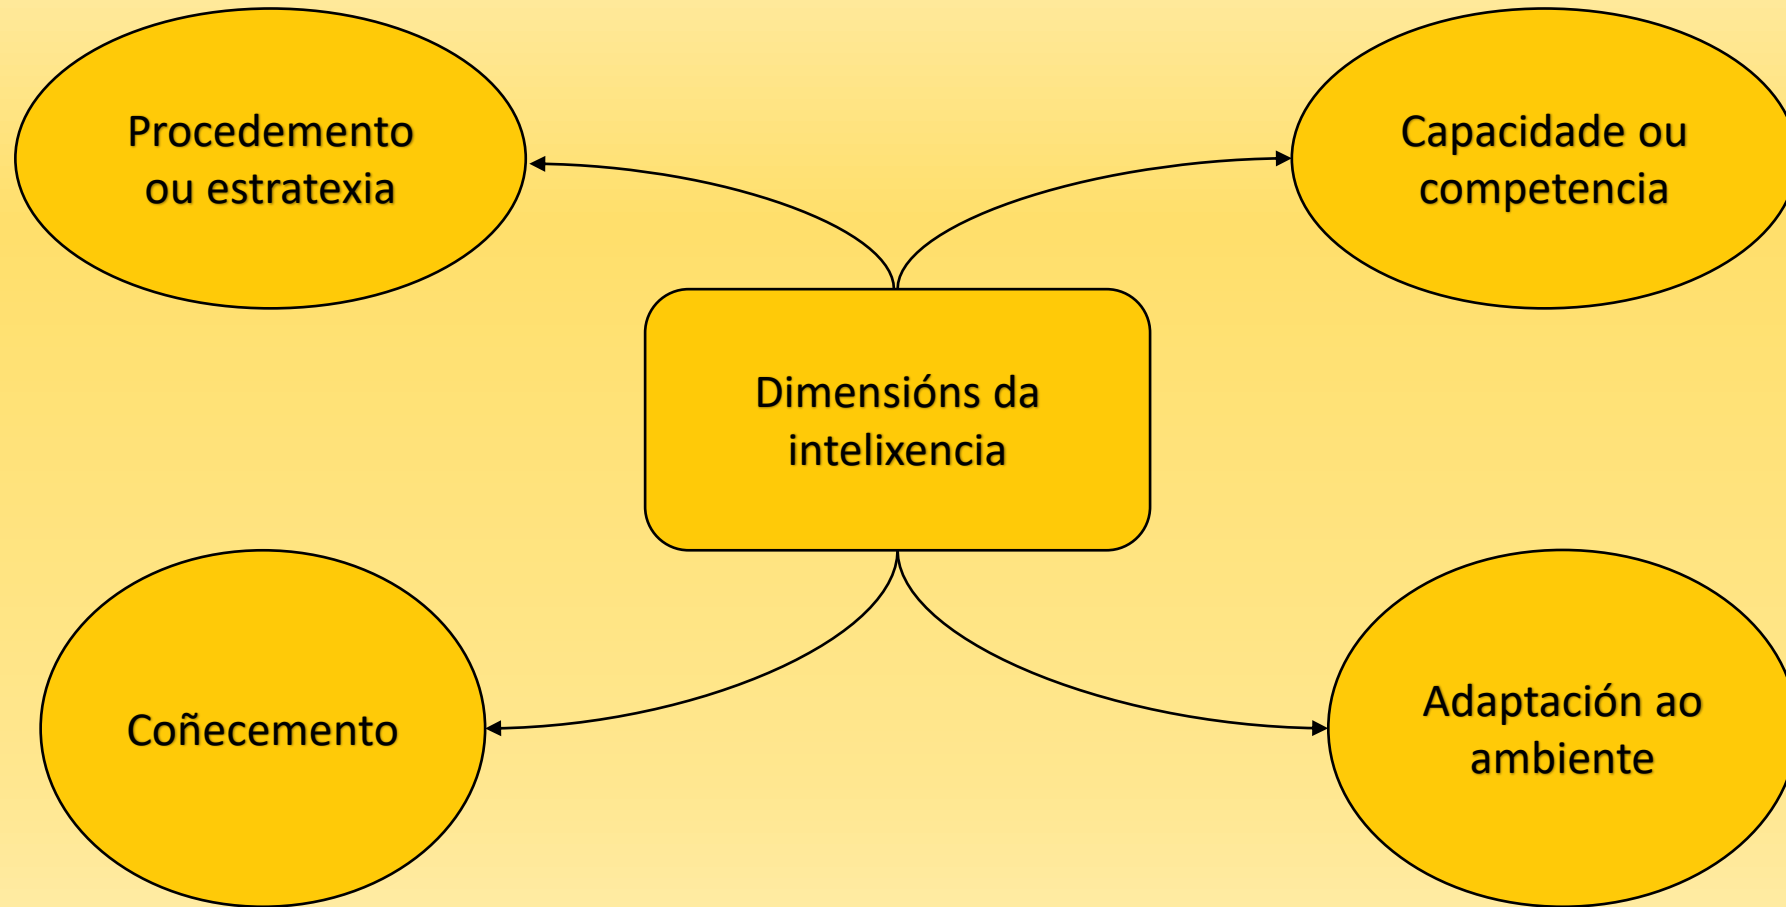 Procedemento
ou estratexia
Capacidade ou
competencia
Dimensións da
intelixencia
Coñecemento
Adaptación ao
ambiente